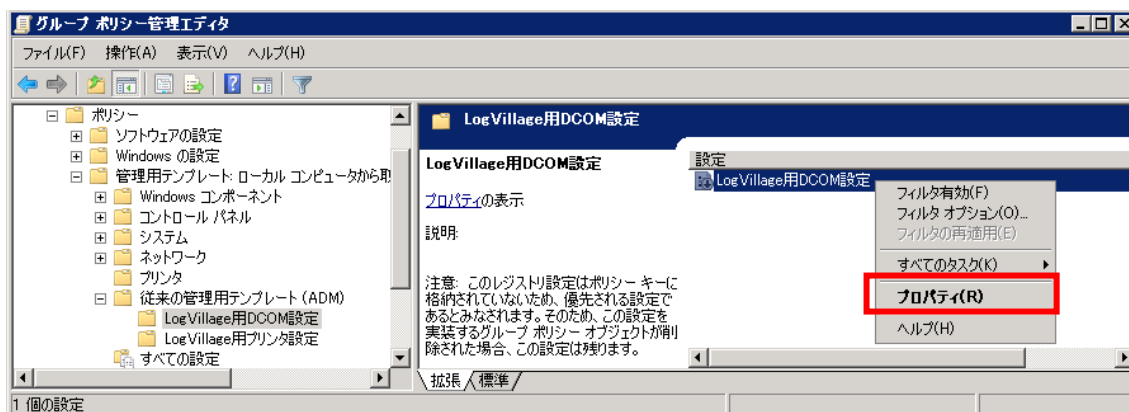 グループ ポリシー管理エディタ
ファイル(F) 操作(A) 表示(V) ヘルプ(H)
ポリシー
ソフトウェアの設定
Windows の設定
管理用テンプレート: ローカル コンピュータから取
Windows コンポーネント
コントロール パネル
システム
ネットワーク
プリンタ
従来の管理用テンプレート (ADM)
LogVillage用DCOM設定
LogVillage用プリンタ設定
すべての設定
LogVillage用DCOM設定
LogVillage用DCOM設定
プロパティの表示
説明:
注意: このレジストリ設定はポリシー キーに
格納されていないため、優先される設定で
あるとみなされます。そのため、この設定を
実装するグループ ポリシー オブジェクトが削
除された場合、この設定は残ります。
設定
LogVillage用DCOM設定
フィルタ有効(F)
フィルタ オプション(O)...
フィルタの再適用(E)
すべてのタスク(K)
プロパティ(R)
ヘルプ(H)
拡張 標準
1 個の設定